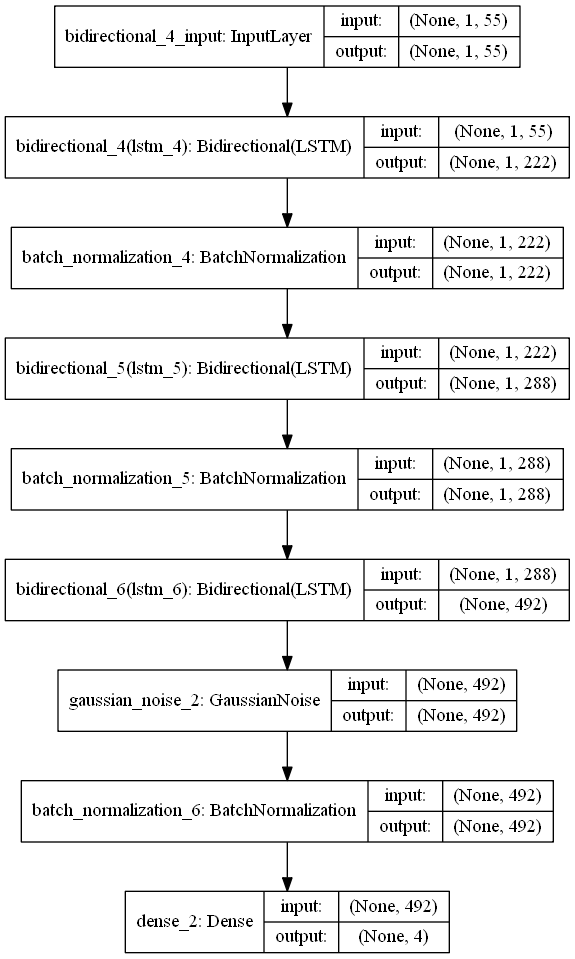 bidirectional_4_input: InputLayer
input: (None, 1, 55)
output: (None, 1, 55)
bidirectional_4(lstm_4): Bidirectional(LSTM)
input: (None, 1, 55)
output: (None, 1, 222)
batch_normalization_4: BatchNormalization
input: (None, 1, 222)
output: (None, 1, 222)
bidirectional_5(lstm_5): Bidirectional(LSTM)
input: (None, 1, 222)
output: (None, 1, 288)
batch_normalization_5: BatchNormalization
input: (None, 1, 288)
output: (None, 1, 288)
bidirectional_6(lstm_6): Bidirectional(LSTM)
input: (None, 1, 288)
output: (None, 492)
gaussian_noise_2: GaussianNoise
input: (None, 492)
output: (None, 492)
batch_normalization_6: BatchNormalization
input: (None, 492)
output: (None, 492)
dense_2: Dense
input: (None, 492)
output: (None, 4)